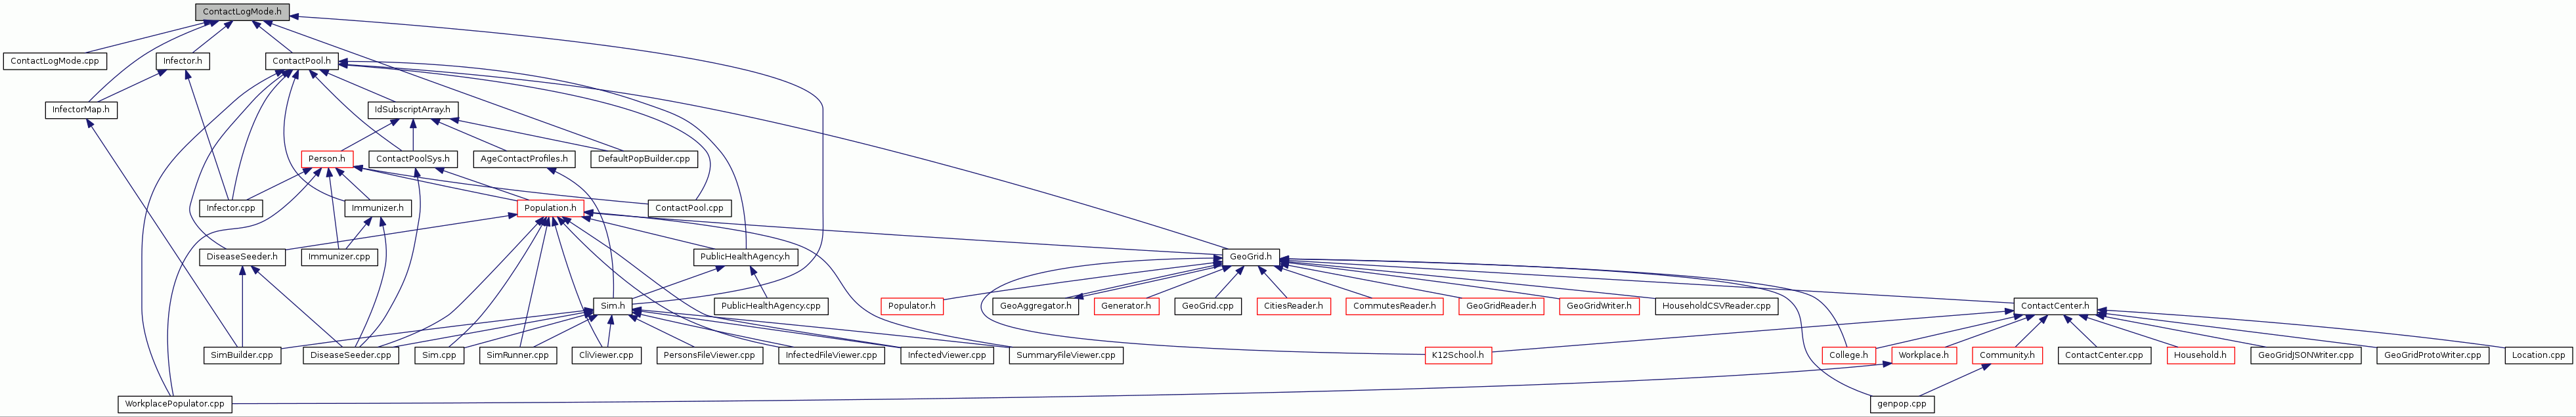 ContactLogMode.h
ContactLogMode.cpp
Infector.h
ContactPool.h
InfectorMap.h
IdSubscriptArray.h
Person.h
ContactPoolSys.h
AgeContactProfiles.h
DefaultPopBuilder.cpp
Infector.cpp
Immunizer.h
Population.h
ContactPool.cpp
DiseaseSeeder.h
Immunizer.cpp
PublicHealthAgency.h
GeoGrid.h
Sim.h
PublicHealthAgency.cpp
Populator.h
GeoAggregator.h
Generator.h
GeoGrid.cpp
CitiesReader.h
CommutesReader.h
GeoGridReader.h
GeoGridWriter.h
HouseholdCSVReader.cpp
ContactCenter.h
SimBuilder.cpp
DiseaseSeeder.cpp
Sim.cpp
SimRunner.cpp
CliViewer.cpp
PersonsFileViewer.cpp
InfectedFileViewer.cpp
InfectedViewer.cpp
SummaryFileViewer.cpp
K12School.h
College.h
Workplace.h
Community.h
ContactCenter.cpp
Household.h
GeoGridJSONWriter.cpp
GeoGridProtoWriter.cpp
Location.cpp
WorkplacePopulator.cpp
genpop.cpp